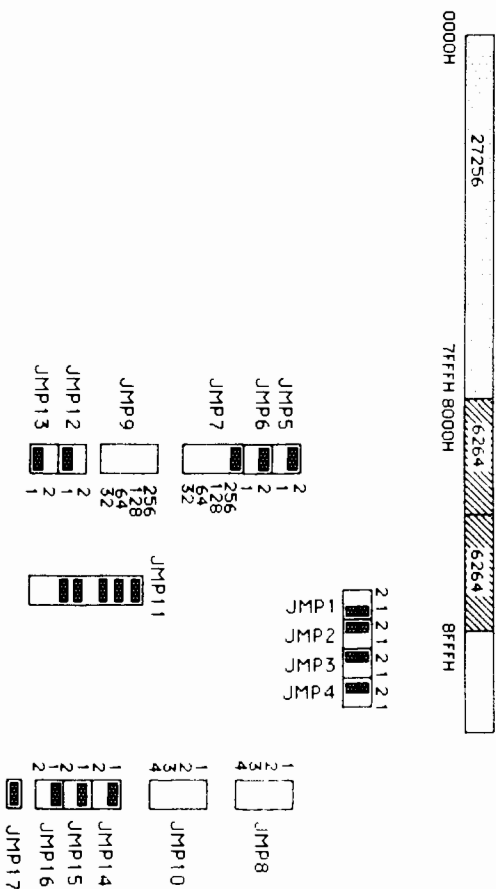 27256 6264 6264
0000H 7FFFH 8000H 8FFFH
2 1 2 1 2 1 2 1
JMP1
JMP2
JMP3
JMP4
JMP5 2
1
JMP6 2
1
JMP7 256
128
64
32
JMP9 256
128
64
32
JMP12 2
1
JMP13 2
1
JMP11
1 JMP8
2
3
4
1 JMP10
2
3
4
1 JMP14
2
1 JMP15
2
1 JMP16
2
JMP17